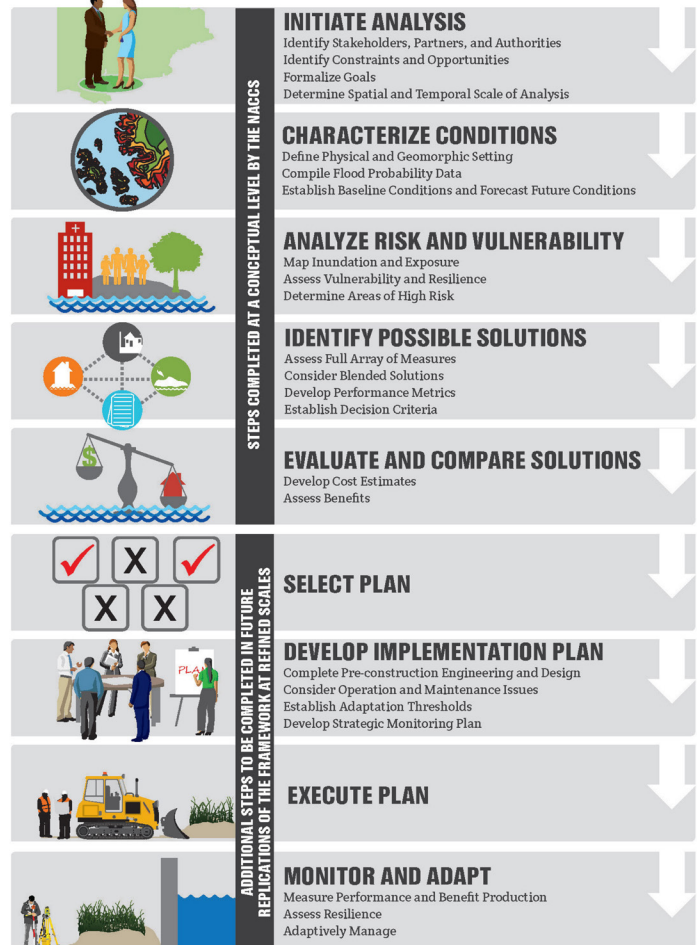 INITIATE ANALYSIS
Identify Stakeholders, Partners, and Authorities
Identify Constraints and Opportunities
Formalize Goals
Determine Spatial and Temporal Scale of Analysis
CHARACTERIZE CONDITIONS
Define Physical and Geomorphic Setting
Compile Flood Probability Data
Establish Baseline Conditions and Forecast Future Conditions
ANALYZE RISK AND VULNERABILITY
Map Inundation and Exposure
Assess Vulnerability and Resilience
Determine Areas of High Risk
IDENTIFY POSSIBLE SOLUTIONS
Assess Full Array of Measures
Consider Blended Solutions
Develop Performance Metrics
Establish Decision Criteria
$
EVALUATE AND COMPARE SOLUTIONS
Develop Cost Estimates
Assess Benefits
STEPS COMPLETED AT A CONCEPTUAL LEVEL BY THE NACCS
X
X X
SELECT PLAN
PLAN
DEVELOP IMPLEMENTATION PLAN
Complete Pre-construction Engineering and Design
Consider Operation and Maintenance Issues
Establish Adaptation Thresholds
Develop Strategic Monitoring Plan
EXECUTE PLAN
MONITOR AND ADAPT
Measure Performance and Benefit Production
Assess Resilience
Adaptively Manage
ADDITIONAL STEPS TO BE COMPLETED IN FUTURE
REPLICATIONS OF THE FRAMEWORK AT REFINED SCALES